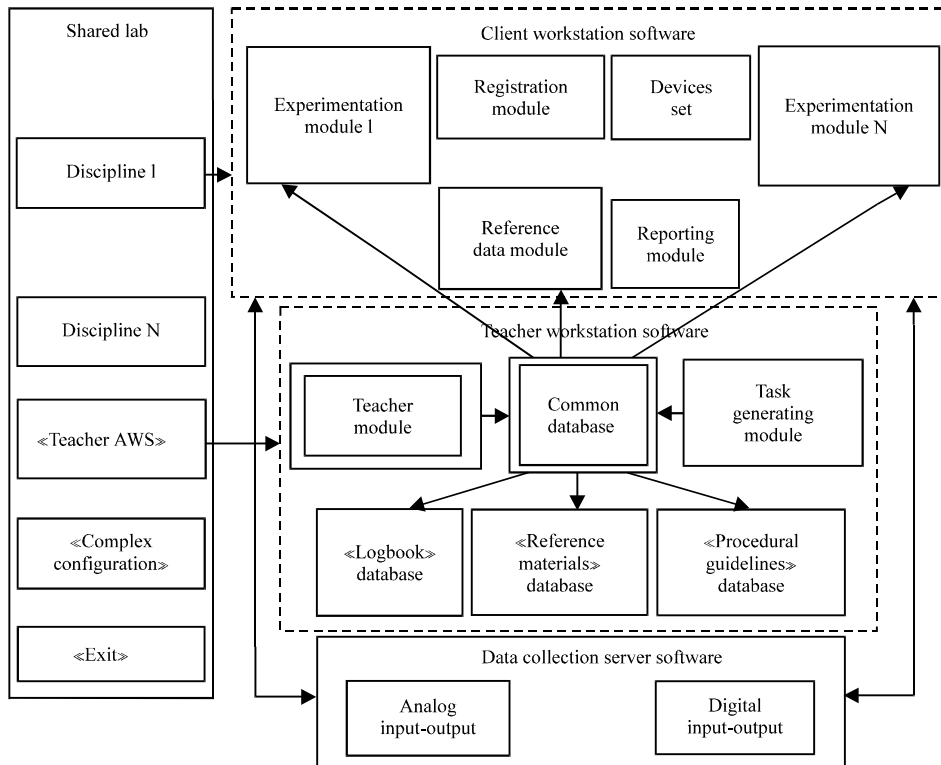 Shared lab
Discipline l
Discipline N
≪Teacher AWS≫
≪Complex
configuration≫
≪Exit≫
Client workstation software
Experimentation
module l
Registration
module
Devices
set
Experimentation
module N
Reference
data module
Reporting
module
Teacher workstation software
Teacher
module
Common
database
Task
generating
module
≪Logbook≫
database
≪Reference
materials≫
database
≪Procedural
guidelines≫
database
Data collection server software
Analog
input-output
Digital
input-output